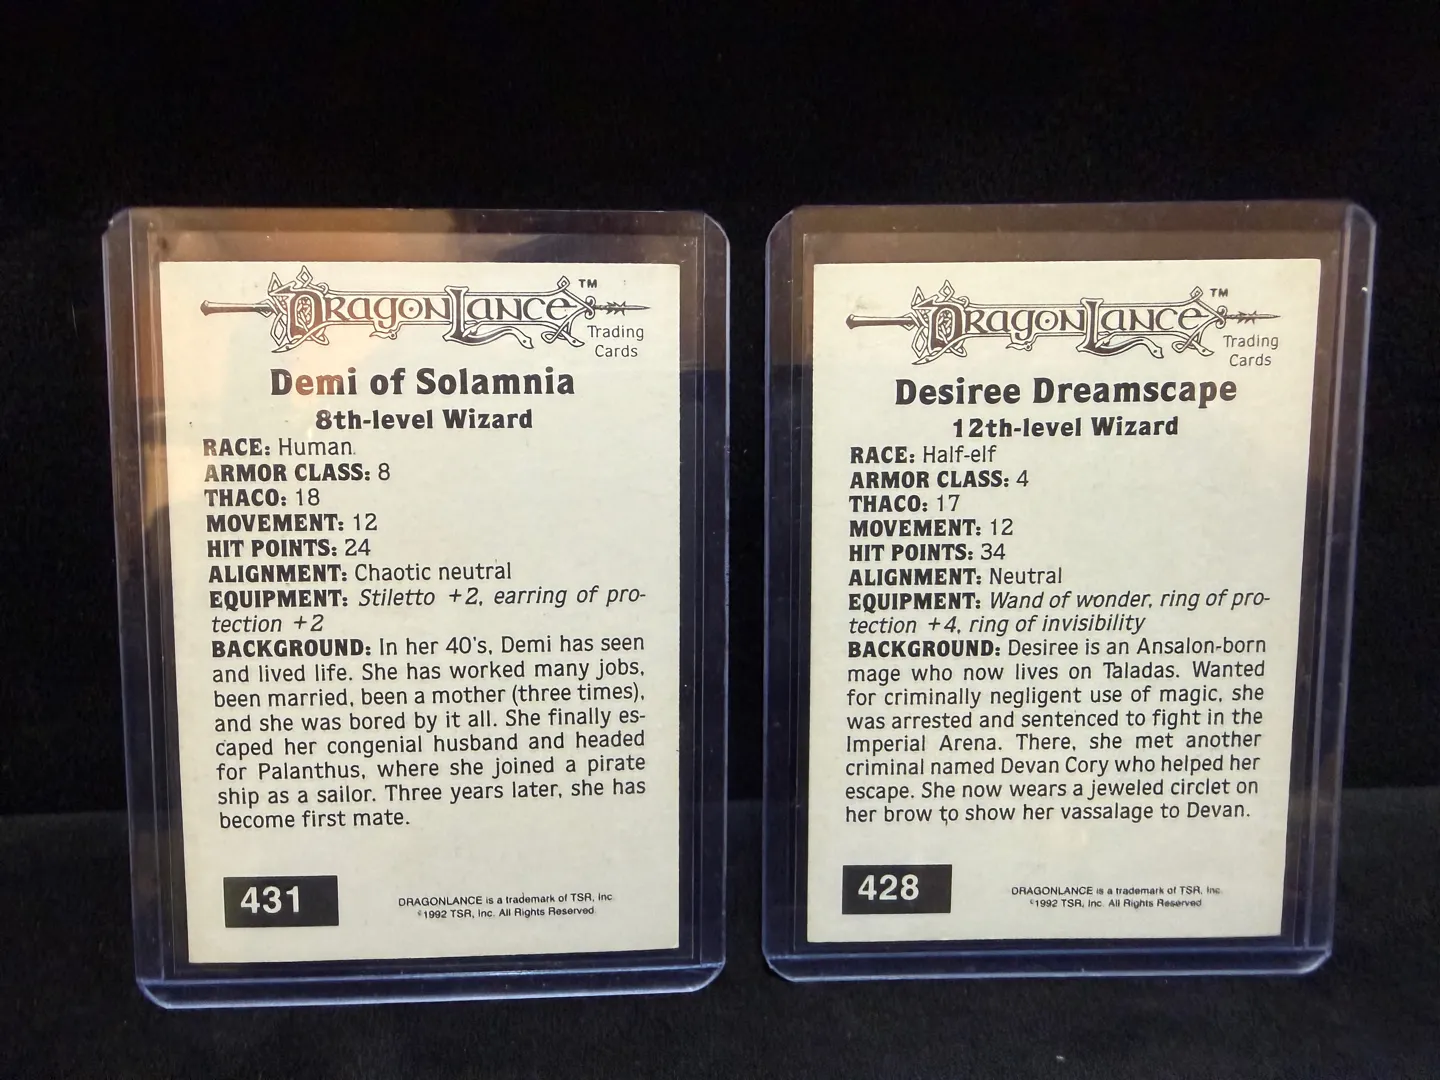 DRAGONLANCE™
Trading
Cards
Demi of Solamnia
8th-level Wizard
RACE: Human
ARMOR CLASS: 8
THACO: 18
MOVEMENT: 12
HIT POINTS: 24
ALIGNMENT: Chaotic neutral
EQUIPMENT: Stiletto +2, earring of pro-
tection +2
BACKGROUND: In her 40's, Demi has seen
and lived life. She has worked many jobs,
been married, been a mother (three times),
and she was bored by it all. She finally es-
caped her congenial husband and headed
for Palanthus, where she joined a pirate
ship as a sailor. Three years later, she has
become first mate.
431
DRAGONLANCE is a trademark of TSR, Inc.
©1992 TSR, Inc. All Rights Reserved.
DRAGONLANCE™
Trading
Cards
Desiree Dreamscape
12th-level Wizard
RACE: Half-elf
ARMOR CLASS: 4
THACO: 17
MOVEMENT: 12
HIT POINTS: 34
ALIGNMENT: Neutral
EQUIPMENT: Wand of wonder, ring of pro-
tection +4, ring of invisibility
BACKGROUND: Desiree is an Ansalon-born
mage who now lives on Taladas. Wanted
for criminally negligent use of magic, she
was arrested and sentenced to fight in the
Imperial Arena. There, she met another
criminal named Devan Cory who helped her
escape. She now wears a jeweled circlet on
her brow to show her vassalage to Devan.
428
DRAGONLANCE is a trademark of TSR, Inc.
©1992 TSR, Inc. All Rights Reserved.